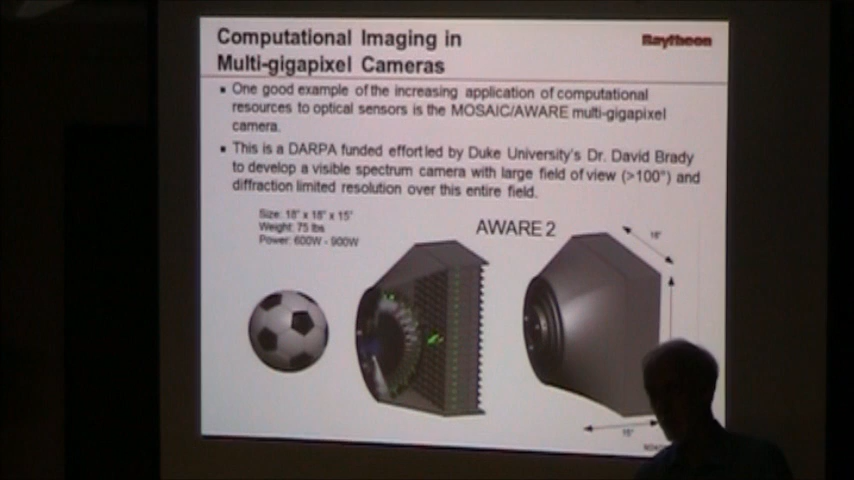 Computational Imaging in
Raytheon
Multi-gigapixel Cameras
▪ One good example of the increasing application of computational
resources to optical sensors is the MOSAIC/AWARE multi-gigapixel
camera.
▪ This is a DARPA funded effort led by Duke University's Dr. David Brady
to develop a visible spectrum camera with large field of view (>100°) and
diffraction limited resolution over this entire field.
Size: 18" x 18" x 15"
Weight: 75 lbs
Power: 600W - 900W
AWARE 2
18"
15"